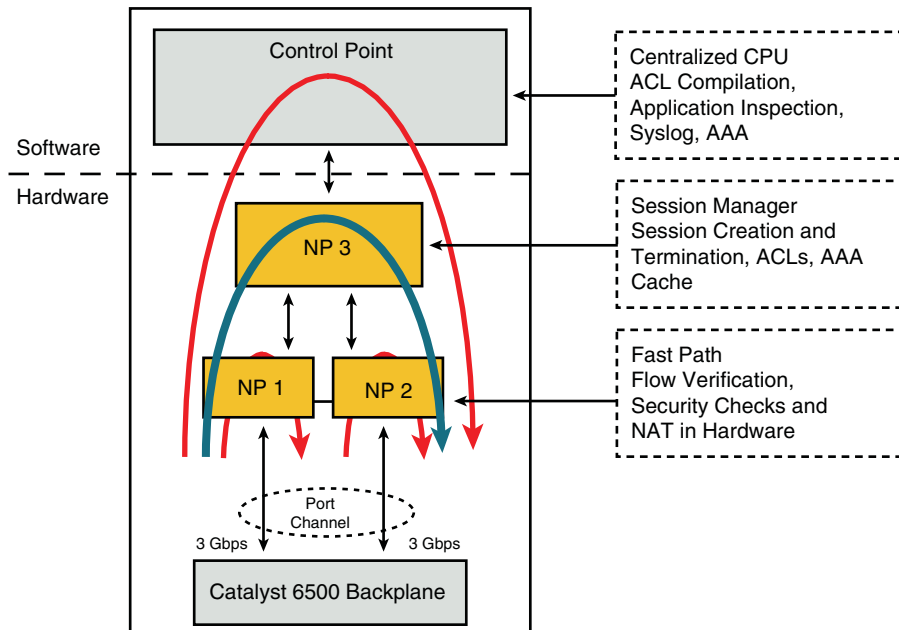 Control Point
Centralized CPU
ACL Compilation,
Application Inspection,
Syslog, AAA
Software
Hardware
NP 3
Session Manager
Session Creation and
Termination, ACLs, AAA
Cache
NP 1
NP 2
Fast Path
Flow Verification,
Security Checks and
NAT in Hardware
Port
Channel
3 Gbps
3 Gbps
Catalyst 6500 Backplane